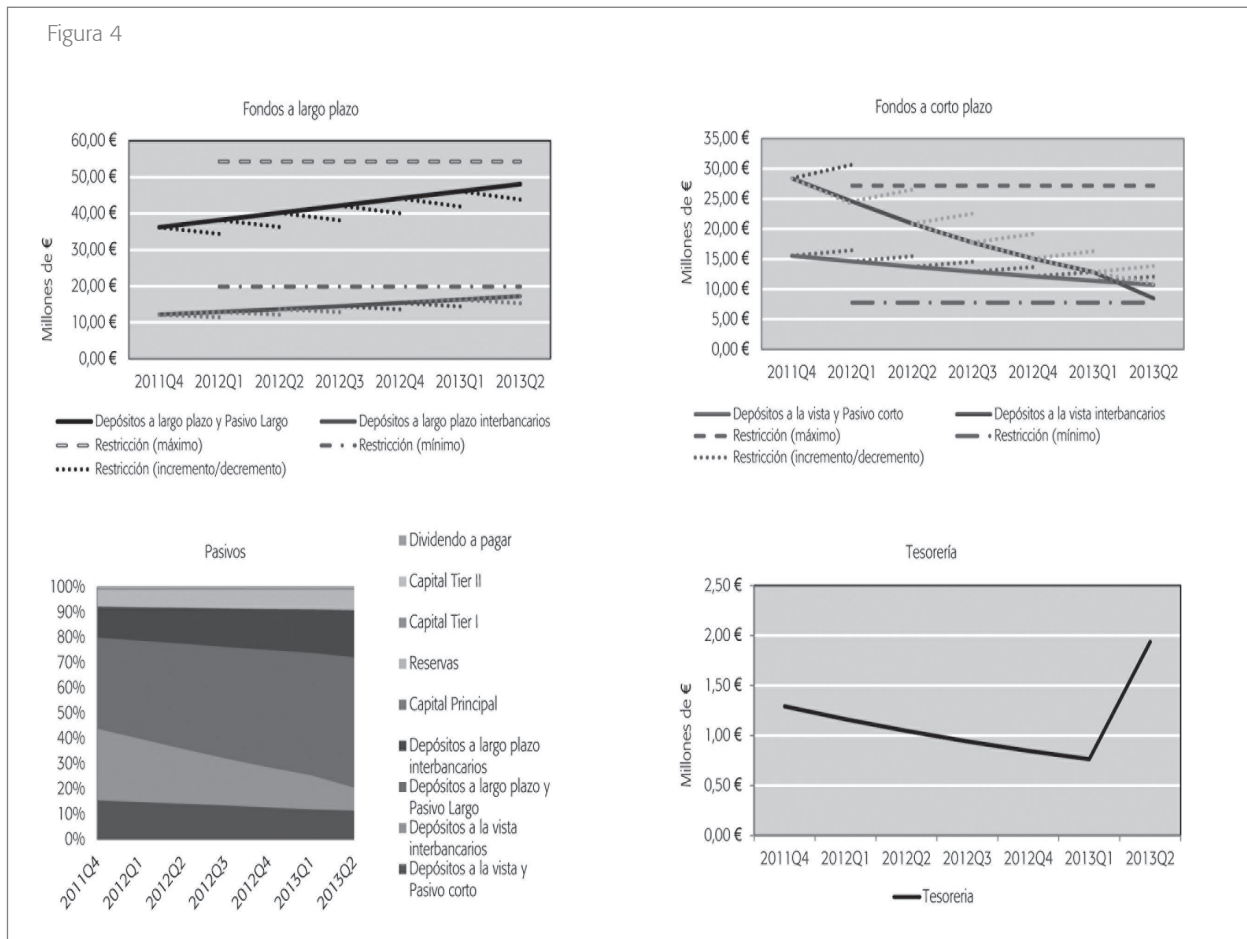 Figura 4
Fondos a largo plazo
Millones de €
60,00 €
50,00 €
40,00 €
30,00 €
20,00 €
10,00 €
0,00 €
2011Q4 2012Q1 2012Q2 2012Q3 2012Q4 2013Q1 2013Q2
Depósitos a largo plazo y Pasivo Largo
Depósitos a largo plazo interbancarios
Restricción (máximo)
Restricción (mínimo)
Restricción (incremento/decremento)
Fondos a corto plazo
Millones de €
35,00 €
30,00 €
25,00 €
20,00 €
15,00 €
10,00 €
5,00 €
0,00 €
2011Q4 2012Q1 2012Q2 2012Q3 2012Q4 2013Q1 2013Q2
Depósitos a la vista y Pasivo corto
Depósitos a la vista interbancarios
Restricción (máximo)
Restricción (mínimo)
Restricción (incremento/decremento)
Pasivos
100%
90%
80%
70%
60%
50%
40%
30%
20%
10%
0%
2011Q4 2012Q1 2012Q2 2012Q3 2012Q4 2013Q1 2013Q2
Dividendo a pagar
Capital Tier II
Capital Tier I
Reservas
Capital Principal
Depósitos a largo plazo
interbancarios
Depósitos a largo plazo y
Pasivo Largo
Depósitos a la vista
interbancarios
Depósitos a la vista y
Pasivo corto
Tesorería
Millones de €
2,50 €
2,00 €
1,50 €
1,00 €
0,50 €
0,00 €
2011Q4 2012Q1 2012Q2 2012Q3 2012Q4 2013Q1 2013Q2
Tesoreria